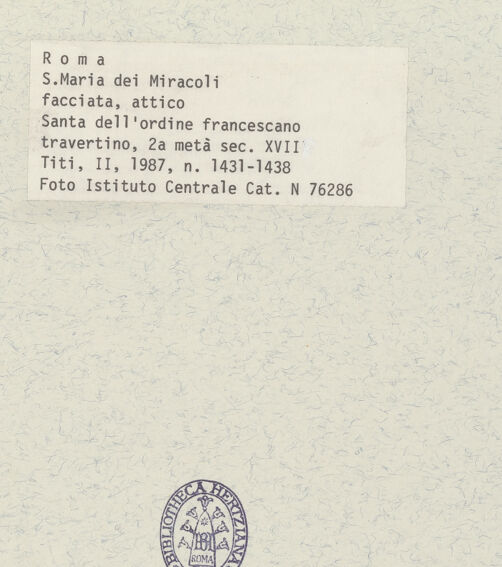 R o m a
S.Maria dei Miracoli
facciata, attico
Santa dell'ordine francescano
travertino, 2a metà sec. XVII
Titi, II, 1987, n. 1431-1438
Foto Istituto Centrale Cat. N 76286
BIBLIOTHECA HERTZIANA
ROMA